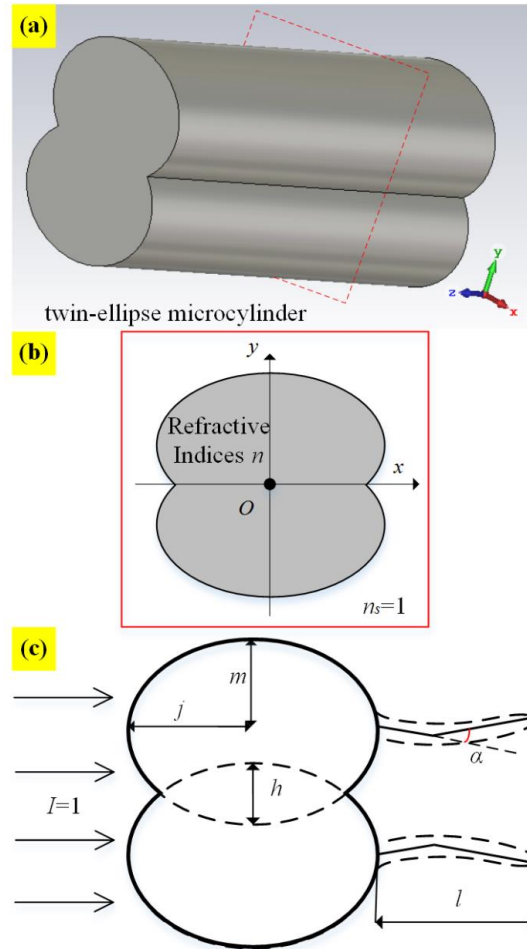 (a)
y
z
x
twin-ellipse microcylinder
(b)
y
Refractive
Indices n
x
O
nₛ=1
(c)
m
j
α
h
I=1
l